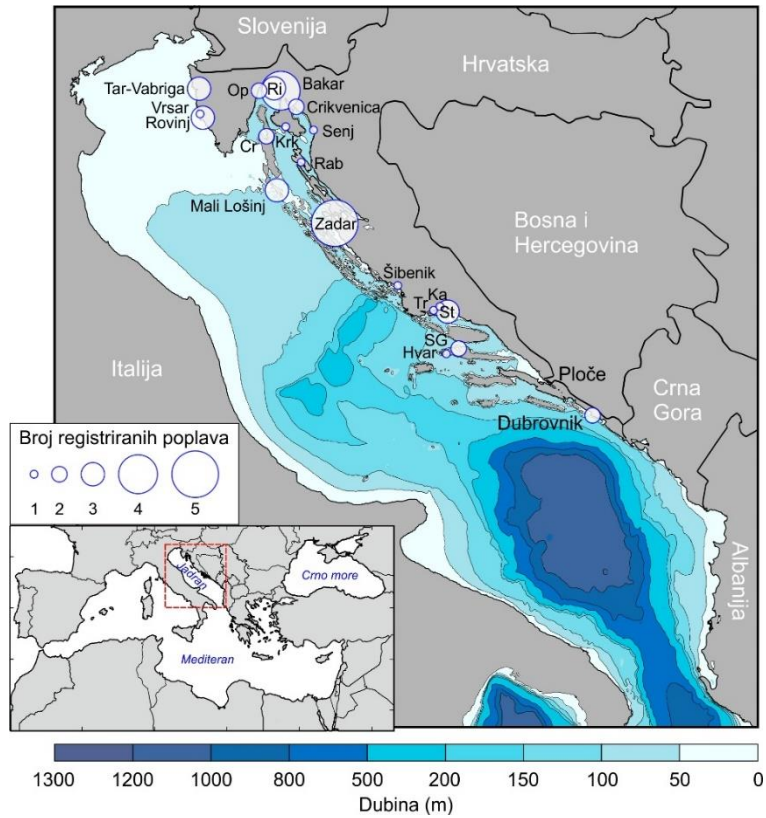 Slovenija
Hrvatska
Tar-Vabriga
Op
Ri
Bakar
Vrsar
Crikvenica
Rovinj
Senj
Cr
Krk
Rab
Mali Lošinj
Zadar
Bosna i
Hercegovina
Šibenik
Ka
Tr
St
Italija
SG
Hvar
Ploče
Crna
Gora
Dubrovnik
Albanija
Broj registriranih poplava
1 2 3 4 5
Jadran
Crno more
Mediteran
1300 1200 1000 800 500 200 150 100 50 0
Dubina (m)